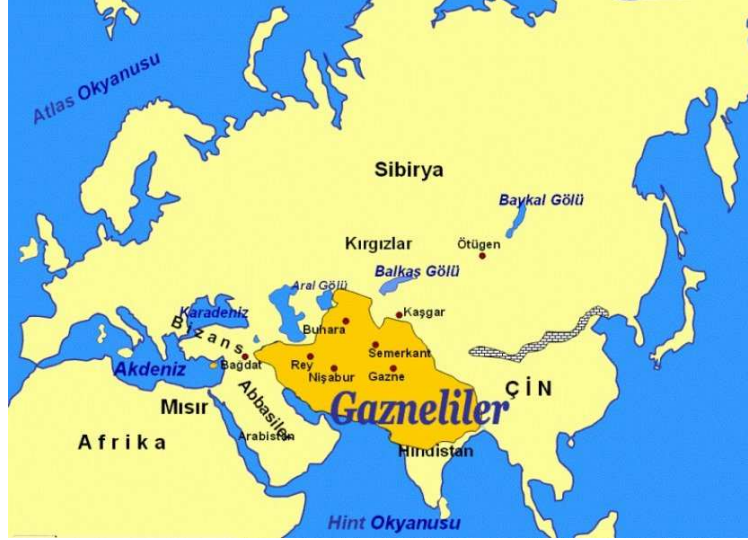 Atlas Okyanusu
Sibirya
Baykal Gölü
Kırgızlar
Ötügen
Balkaş Gölü
Aral Gölü
Karadeniz
Kaşgar
Buhara
Bizans
Semerkant
Akdeniz
Bağdat
Rey
Nişabur
Gazne
ÇİN
Mısır
Abbasiler
Gazneliler
Afrika
Arabistan
Hindistan
Hint Okyanusu